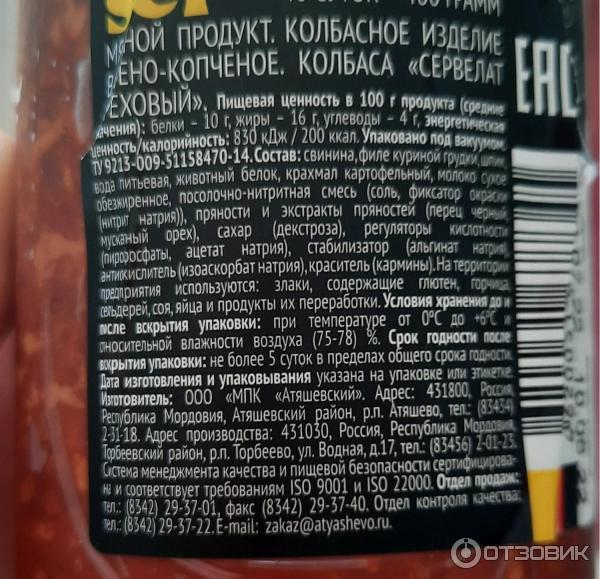 100 ГРАММ
НОЙ ПРОДУКТ. КОЛБАСНОЕ ИЗДЕЛИЕ
ЕНО-КОПЧЕНОЕ. КОЛБАСА «СЕРВЕЛАТ
ЕХОВЫЙ». Пищевая ценность в 100 г продукта (средние
значения): белки – 10 г, жиры – 16 г, углеводы – 4 г, энергетическая
ценность/калорийность: 830 кДж / 200 ккал. Упаковано под вакуумом.
ТУ 9213-009-51158470-14. Состав: свинина, филе куриной грудки, шпик,
вода питьевая, животный белок, крахмал картофельный, молоко сухое
обезжиренное, посолочно-нитритная смесь (соль, фиксатор окраски
(нитрит натрия)), пряности и экстракты пряностей (перец черный,
мускатный орех), сахар (декстроза), регуляторы кислотности
(пирофосфаты, ацетат натрия), стабилизатор (альгинат натрия),
антиокислитель (изоаскорбат натрия), краситель (кармины). На территории
предприятия используются: злаки, содержащие глютен, горчица,
сельдерей, соя, яйца и продукты их переработки. Условия хранения до и
после вскрытия упаковки: при температуре от 0°С до +6°С и
относительной влажности воздуха (75-78) %. Срок годности после
вскрытия упаковки: не более 5 суток в пределах общего срока годности.
Дата изготовления и упаковывания указана на упаковке или этикетке.
Изготовитель: ООО «МПК «Атяшевский». Адрес: 431800, Россия,
Республика Мордовия, Атяшевский район, р.п. Атяшево, тел.: (83434)
2-31-18. Адрес производства: 431030, Россия, Республика Мордовия,
Торбеевский район, р.п. Торбеево, ул. Водная, д.17, тел.: (83456) 2-01-23.
Система менеджмента качества и пищевой безопасности сертифицирова-
на и соответствует требованиям ISO 9001 и ISO 22000. Отдел продаж:
тел.: (8342) 29-37-01, факс (8342) 29-37-40. Отдел контроля качества:
тел.: (8342) 29-37-22. E-mail: zakaz@atyashevo.ru.
EAC
ОТЗОВИК